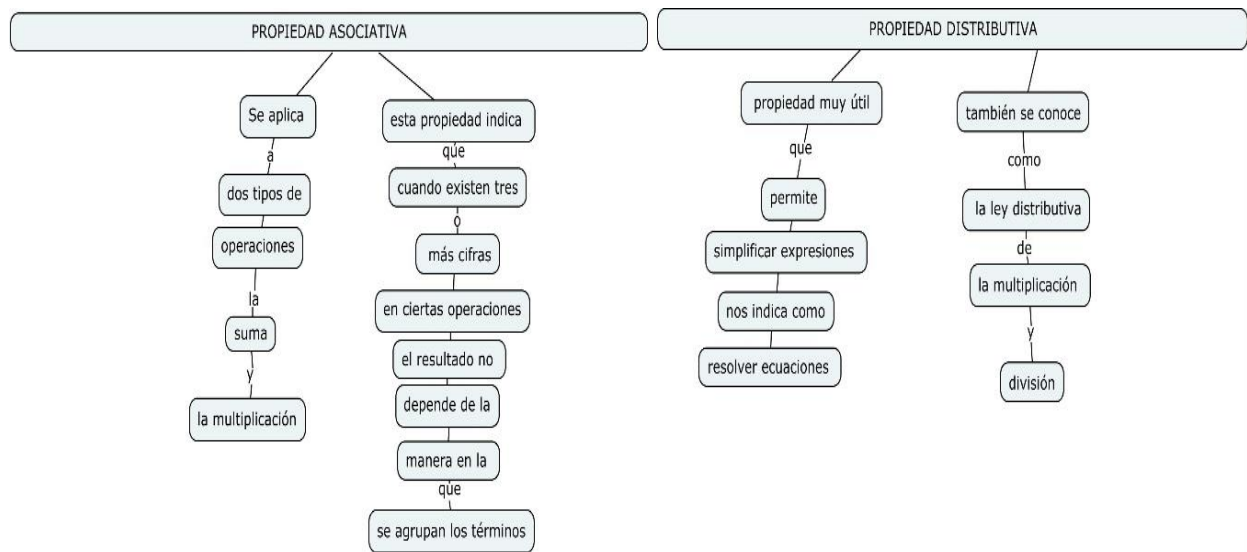 PROPIEDAD ASOCIATIVA
Se aplica
a
dos tipos de
operaciones
la
suma
y
la multiplicación
esta propiedad indica
que
cuando existen tres
o
más cifras
en ciertas operaciones
el resultado no
depende de la
manera en la
que
se agrupan los términos
PROPIEDAD DISTRIBUTIVA
propiedad muy útil
que
permite
simplificar expresiones
nos indica como
resolver ecuaciones
también se conoce
como
la ley distributiva
de
la multiplicación
y
división